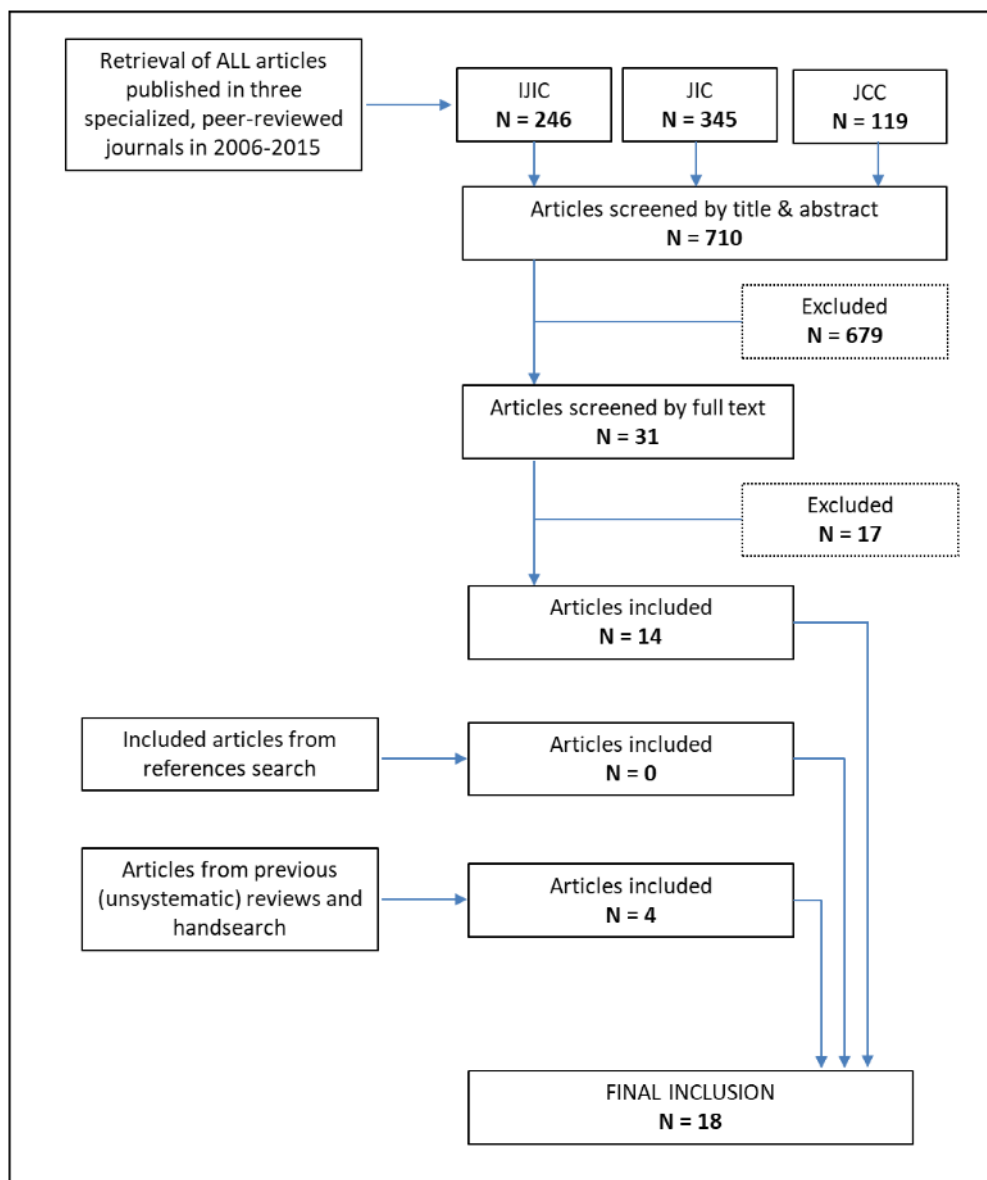 Retrieval of ALL articles
published in three
specialized, peer-reviewed
journals in 2006-2015
IJIC
N = 246
JIC
N = 345
JCC
N = 119
Articles screened by title & abstract
N = 710
Excluded
N = 679
Articles screened by full text
N = 31
Excluded
N = 17
Articles included
N = 14
Included articles from
references search
Articles included
N = 0
Articles from previous
(unsystematic) reviews and
handsearch
Articles included
N = 4
FINAL INCLUSION
N = 18